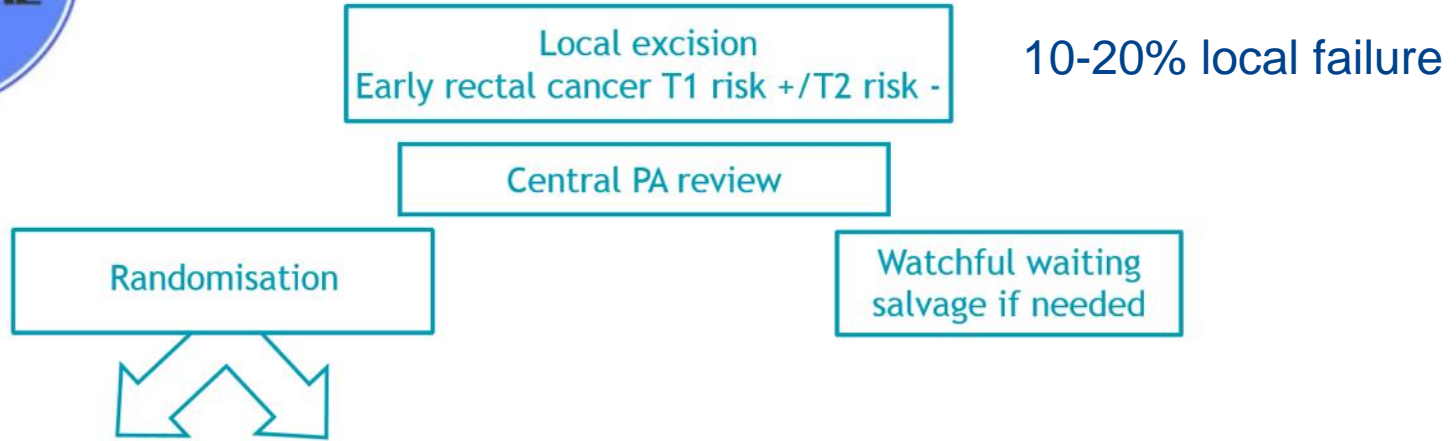 Local excision
Early rectal cancer T1 risk +/T2 risk -
10-20% local failure
Central PA review
Randomisation
Watchful waiting
salvage if needed